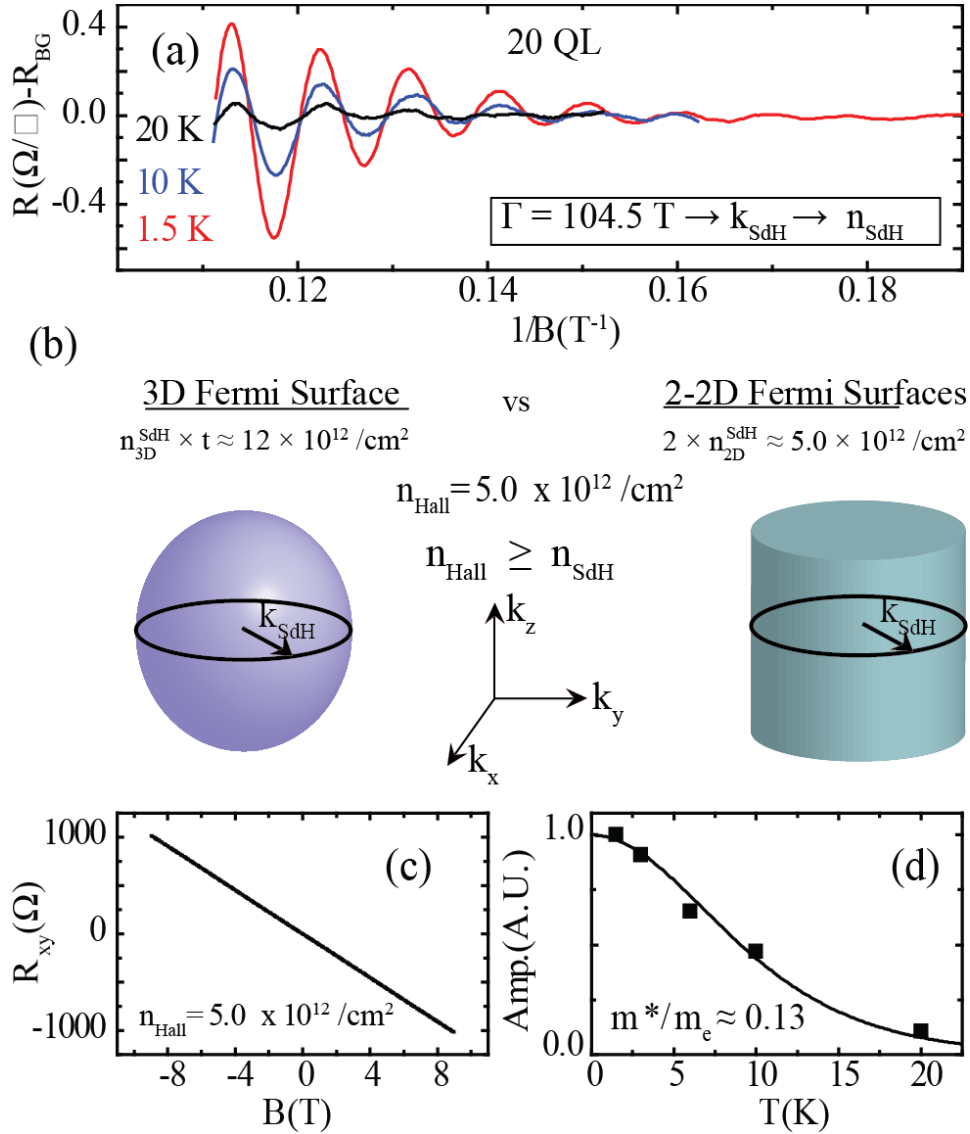 (a)
20 QL
R(Ω/□)-R_BG
0.4
0.0
-0.4
20 K
10 K
1.5 K
Γ = 104.5 T → k_SdH → n_SdH
0.12 0.14 0.16 0.18
1/B(T⁻¹)
(b)
3D Fermi Surface vs 2-2D Fermi Surfaces
n_3D^SdH × t ≈ 12 × 10¹² /cm² 2 × n_2D^SdH ≈ 5.0 × 10¹² /cm²
n_Hall = 5.0 x 10¹² /cm²
n_Hall ≥ n_SdH
k_SdH
k_z
k_y
k_x
k_SdH
(c)
R_xy(Ω)
1000
0
-1000
n_Hall = 5.0 x 10¹² /cm²
-8 -4 0 4 8
B(T)
(d)
Amp.(A.U.)
1.0
0.0
m*/m_e ≈ 0.13
0 5 10 15 20
T(K)